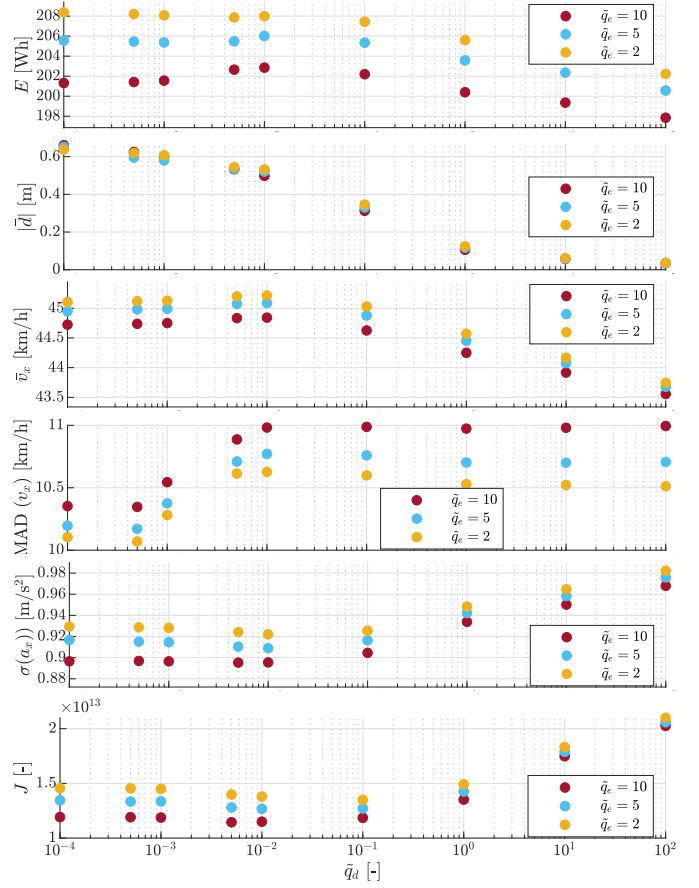 208
206
204
202
200
198
E [Wh]
q̃ₑ = 10
q̃ₑ = 5
q̃ₑ = 2
0.6
0.4
0.2
0
|d̄| [m]
q̃ₑ = 10
q̃ₑ = 5
q̃ₑ = 2
45
44.5
44
43.5
v̄ₓ [km/h]
q̃ₑ = 10
q̃ₑ = 5
q̃ₑ = 2
11
10.5
10
MAD (vₓ) [km/h]
q̃ₑ = 10
q̃ₑ = 5
q̃ₑ = 2
0.98
0.96
0.94
0.92
0.9
0.88
σ(aₓ)) [m/s²]
q̃ₑ = 10
q̃ₑ = 5
q̃ₑ = 2
×10¹³
2
1.5
1
J [-]
q̃ₑ = 10
q̃ₑ = 5
q̃ₑ = 2
10⁻⁴ 10⁻³ 10⁻² 10⁻¹ 10⁰ 10¹ 10²
q̃_d [-]